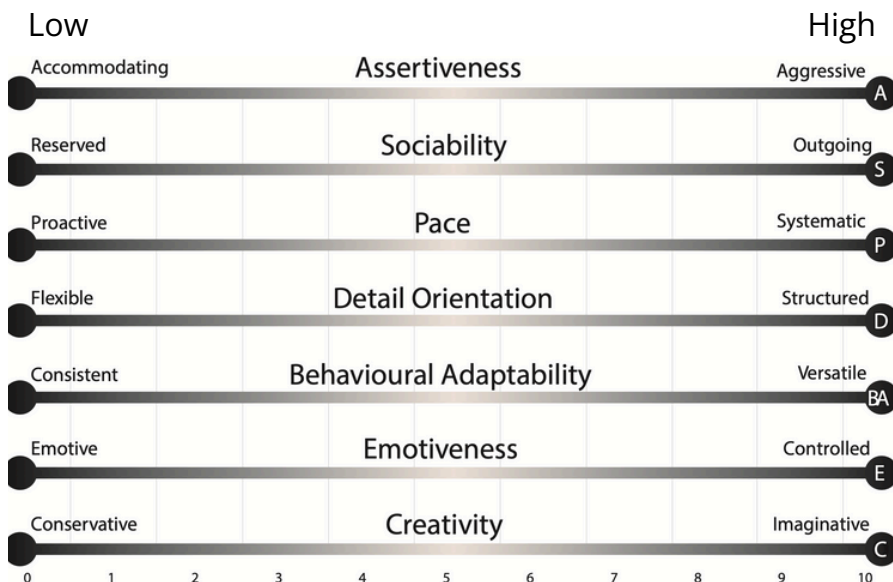 Low High
Accommodating Assertiveness Aggressive
A
Reserved Sociability Outgoing
S
Proactive Pace Systematic
P
Flexible Detail Orientation Structured
D
Consistent Behavioural Adaptability Versatile
BA
Emotive Emotiveness Controlled
E
Conservative Creativity Imaginative
C
0 1 2 3 4 5 6 7 8 9 10